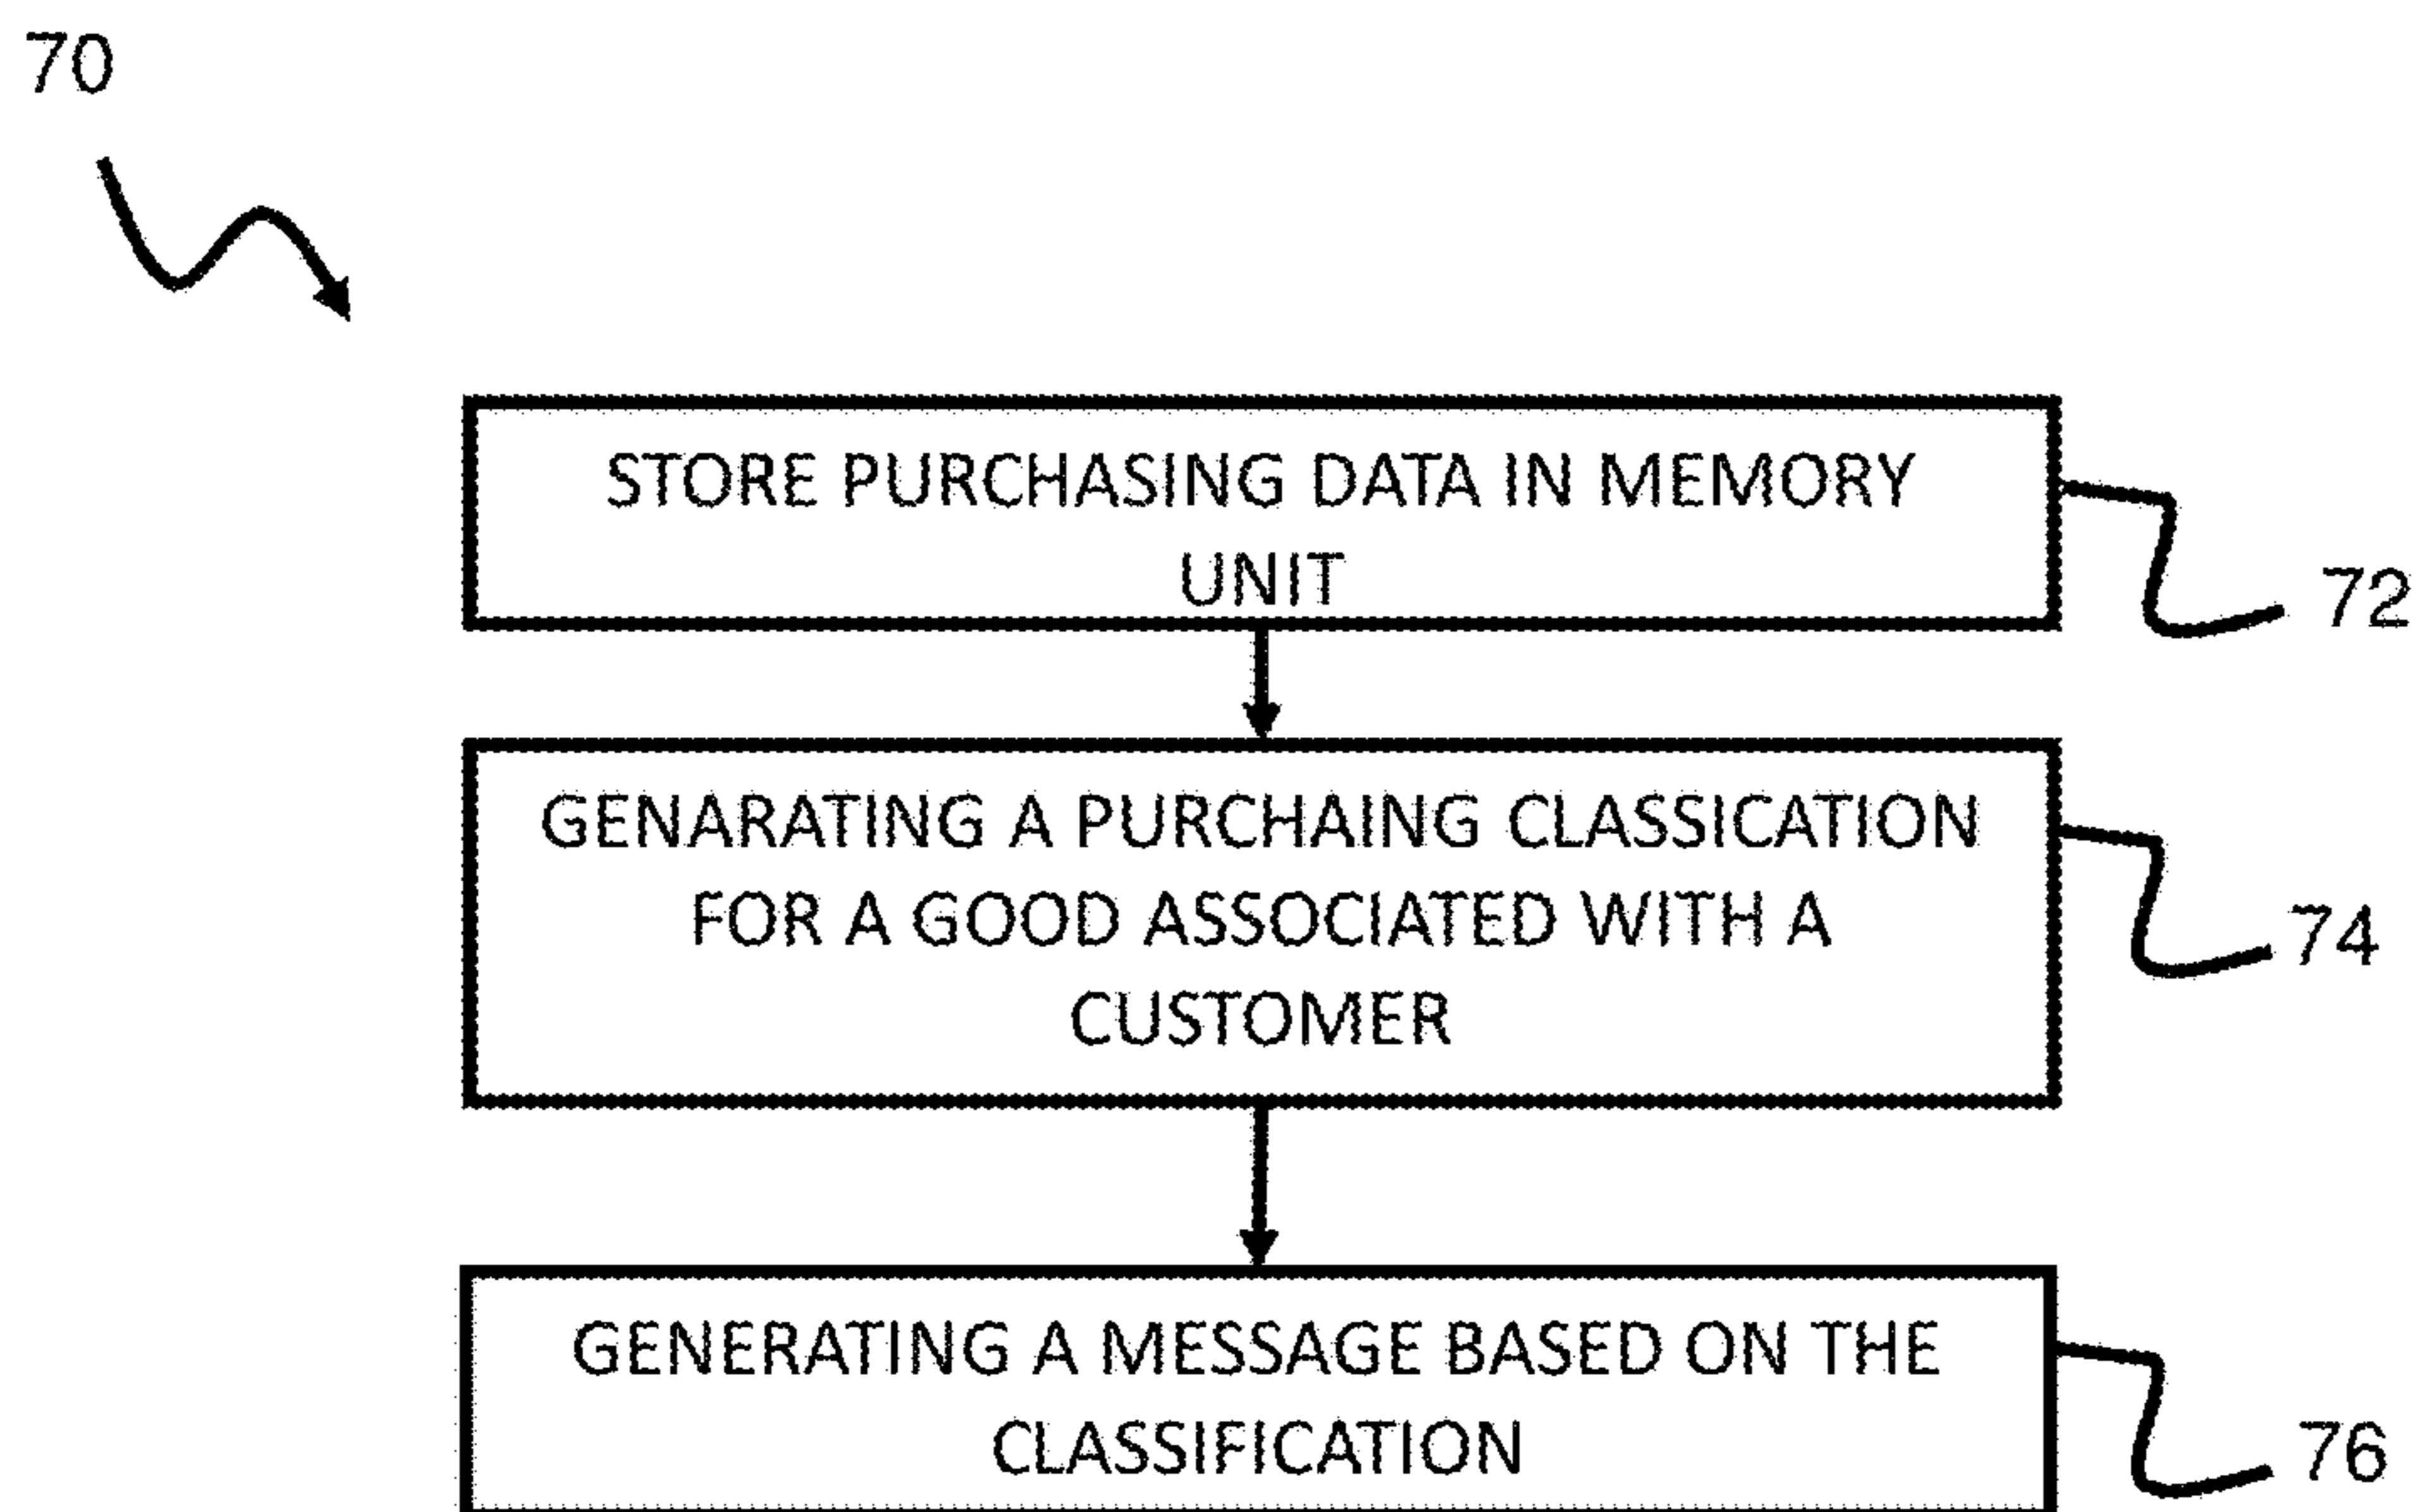 70
STORE PURCHASING DATA IN MEMORY
UNIT
72
GENARATING A PURCHAING CLASSICATION
FOR A GOOD ASSOCIATED WITH A
CUSTOMER
74
GENERATING A MESSAGE BASED ON THE
CLASSIFICATION
76